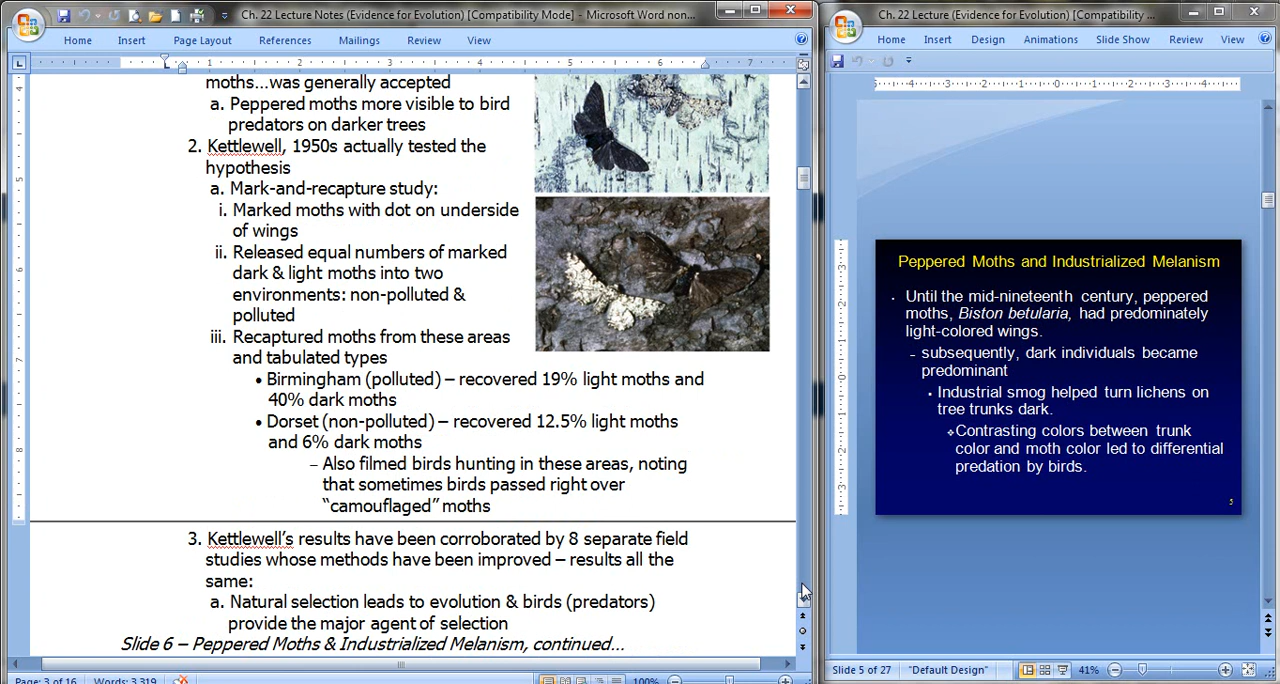 Ch. 22 Lecture Notes (Evidence for Evolution) [Compatibility Mode] - Microsoft Word non...
Home Insert Page Layout References Mailings Review View
1 2 3 4 5 6 7
moths...was generally accepted
a. Peppered moths more visible to bird
predators on darker trees
2. Kettlewell, 1950s actually tested the
hypothesis
a. Mark-and-recapture study:
i. Marked moths with dot on underside
of wings
ii. Released equal numbers of marked
dark & light moths into two
environments: non-polluted &
polluted
iii. Recaptured moths from these areas
and tabulated types
• Birmingham (polluted) – recovered 19% light moths and
40% dark moths
• Dorset (non-polluted) – recovered 12.5% light moths
and 6% dark moths
– Also filmed birds hunting in these areas, noting
that sometimes birds passed right over
“camouflaged” moths
3. Kettlewell’s results have been corroborated by 8 separate field
studies whose methods have been improved – results all the
same:
a. Natural selection leads to evolution & birds (predators)
provide the major agent of selection
Slide 6 – Peppered Moths & Industrialized Melanism, continued...
Page: 3 of 16 Words: 3,319 100%
Ch. 22 Lecture (Evidence for Evolution) [Compatibility ...
Home Insert Design Animations Slide Show Review View
Peppered Moths and Industrialized Melanism
• Until the mid-nineteenth century, peppered
moths, Biston betularia, had predominately
light-colored wings.
– subsequently, dark individuals became
predominant
• Industrial smog helped turn lichens on
tree trunks dark.
❖Contrasting colors between trunk
color and moth color led to differential
predation by birds.
5
Slide 5 of 27 "Default Design" 41%